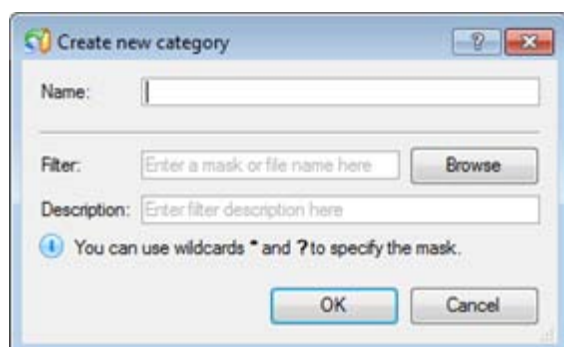 Create new category
Name:
Filter: Enter a mask or file name here Browse
Description: Enter filter description here
You can use wildcards * and ? to specify the mask.
OK Cancel